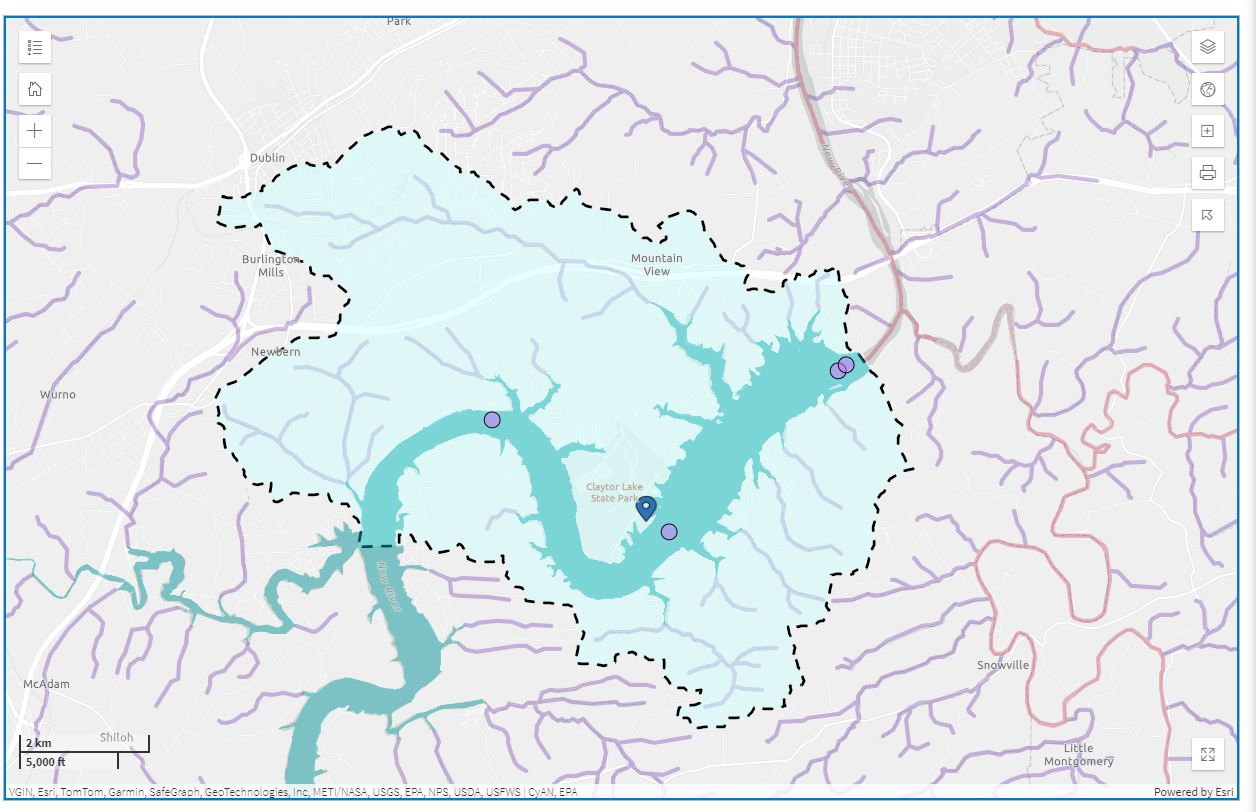 Park
New River
Dublin
Burlington
Mills
Mountain
View
Newbern
Wurno
Claytor Lake
State Park
New River
Snowville
McAdam
Shiloh
2 km
5,000 ft
Little
Montgomery
VGIN, Esri, TomTom, Garmin, SafeGraph, GeoTechnologies, Inc, METI/NASA, USGS, EPA, NPS, USDA, USFWS | CyAN, EPA
Powered by Esri